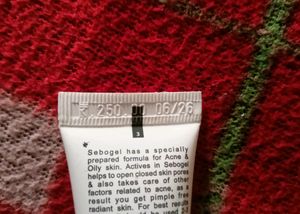 ₹.250 06/26
3
Sebogel has a specially
prepared formula for Acne &
Oily skin. Actives in Sebogel
helps to open closed skin pores
& also takes care of other
factors related to acne, as a
result you get pimple free
radiant skin. For best results